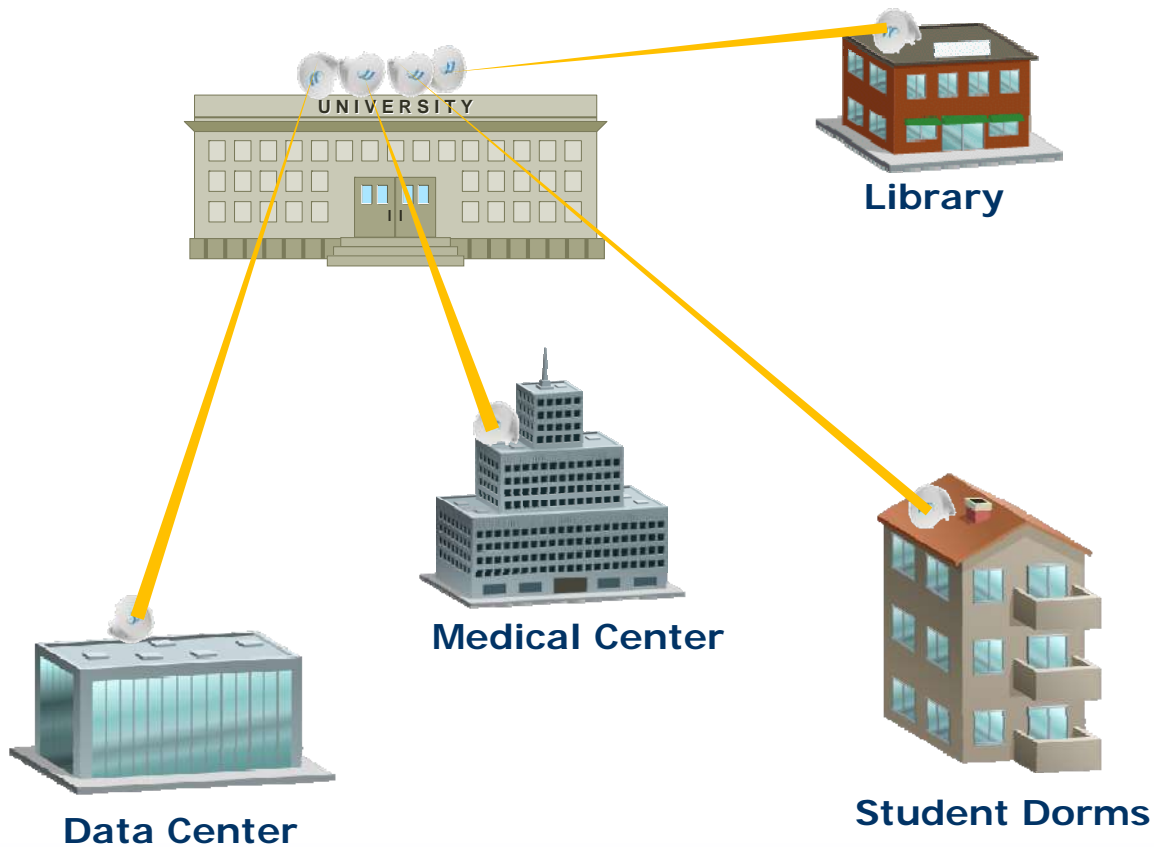 UNIVERSITY
Library
Medical Center
Student Dorms
Data Center